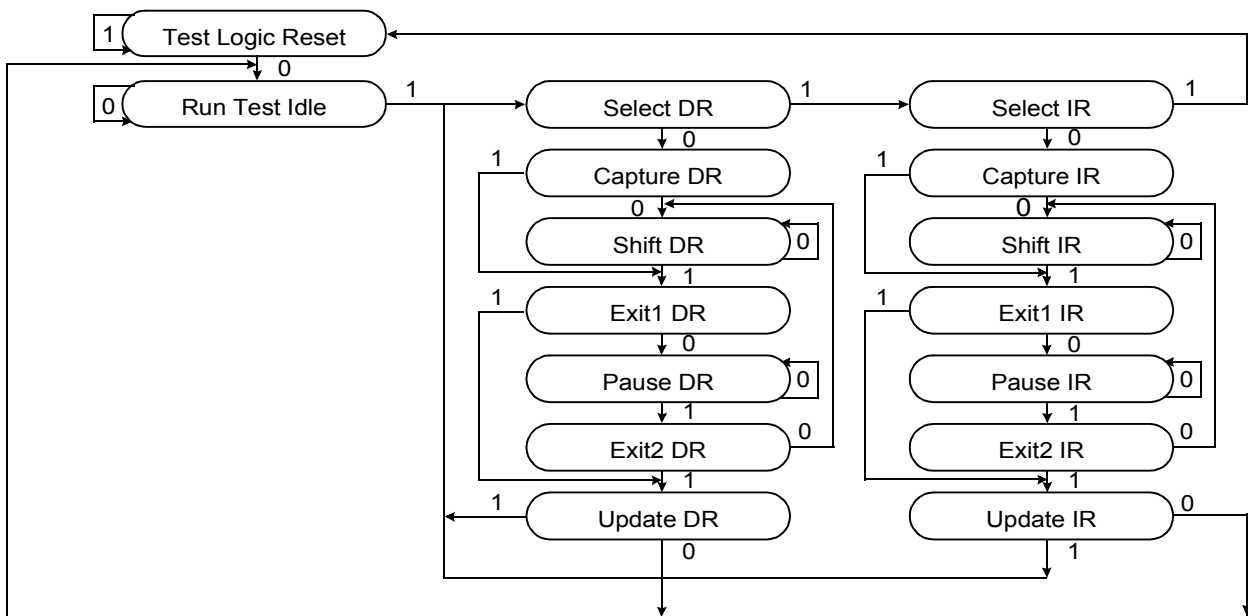 1 Test Logic Reset
0
0 Run Test Idle 1
Select DR 1
Select IR 1
0 0
1 Capture DR
1 Capture IR
0 0
Shift DR 0
Shift IR 0
1 1
1 Exit1 DR
1 Exit1 IR
0 0
Pause DR 0
Pause IR 0
1 1
Exit2 DR 0
Exit2 IR 0
1 1
1 Update DR
Update IR 0
0 1